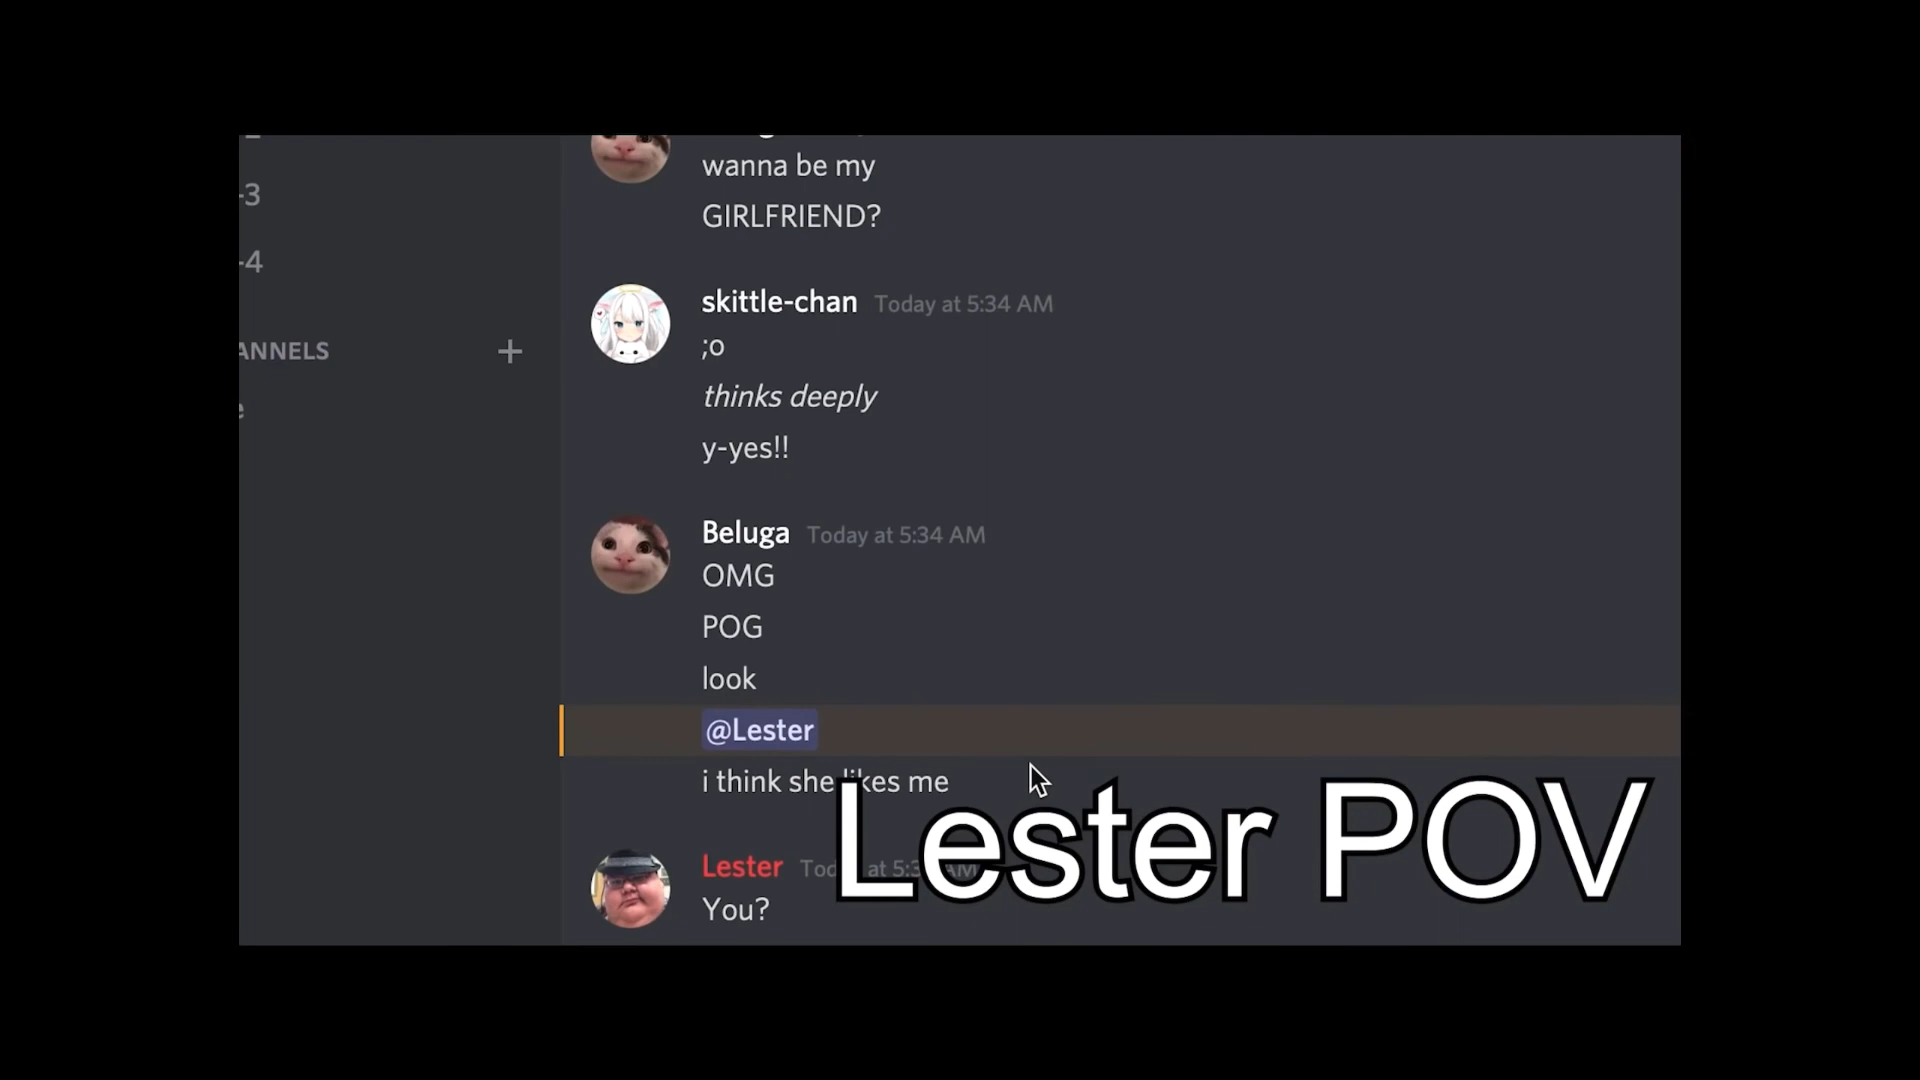 -3
-4
ANNELS
wanna be my
GIRLFRIEND?
skittle-chan Today at 5:34 AM
;o
thinks deeply
y-yes!!
Beluga Today at 5:34 AM
OMG
POG
look
@Lester
i think she likes me
Lester POV
Lester
You?